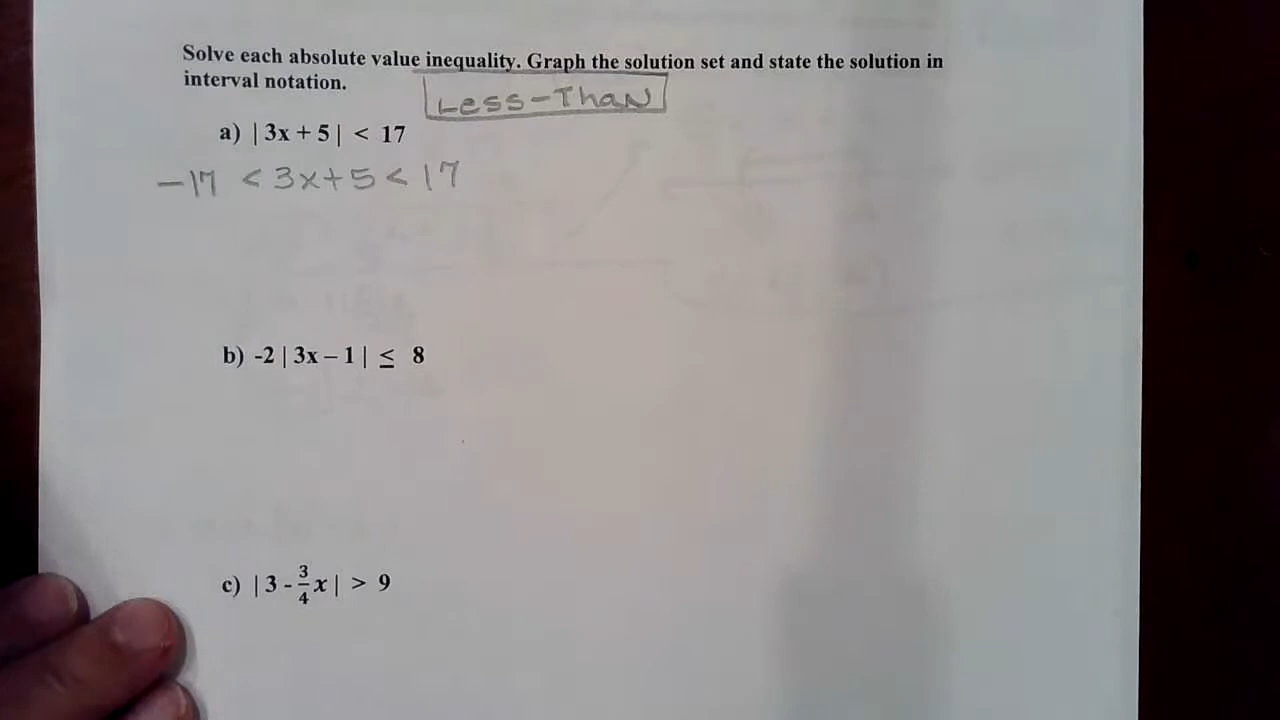 Solve each absolute value inequality. Graph the solution set and state the solution in
interval notation.
Less-Than
a) | 3x + 5 | < 17
-17 < 3x+5 < 17
b) -2 | 3x – 1 | ≤ 8
c) | 3 - 3/4 x | > 9